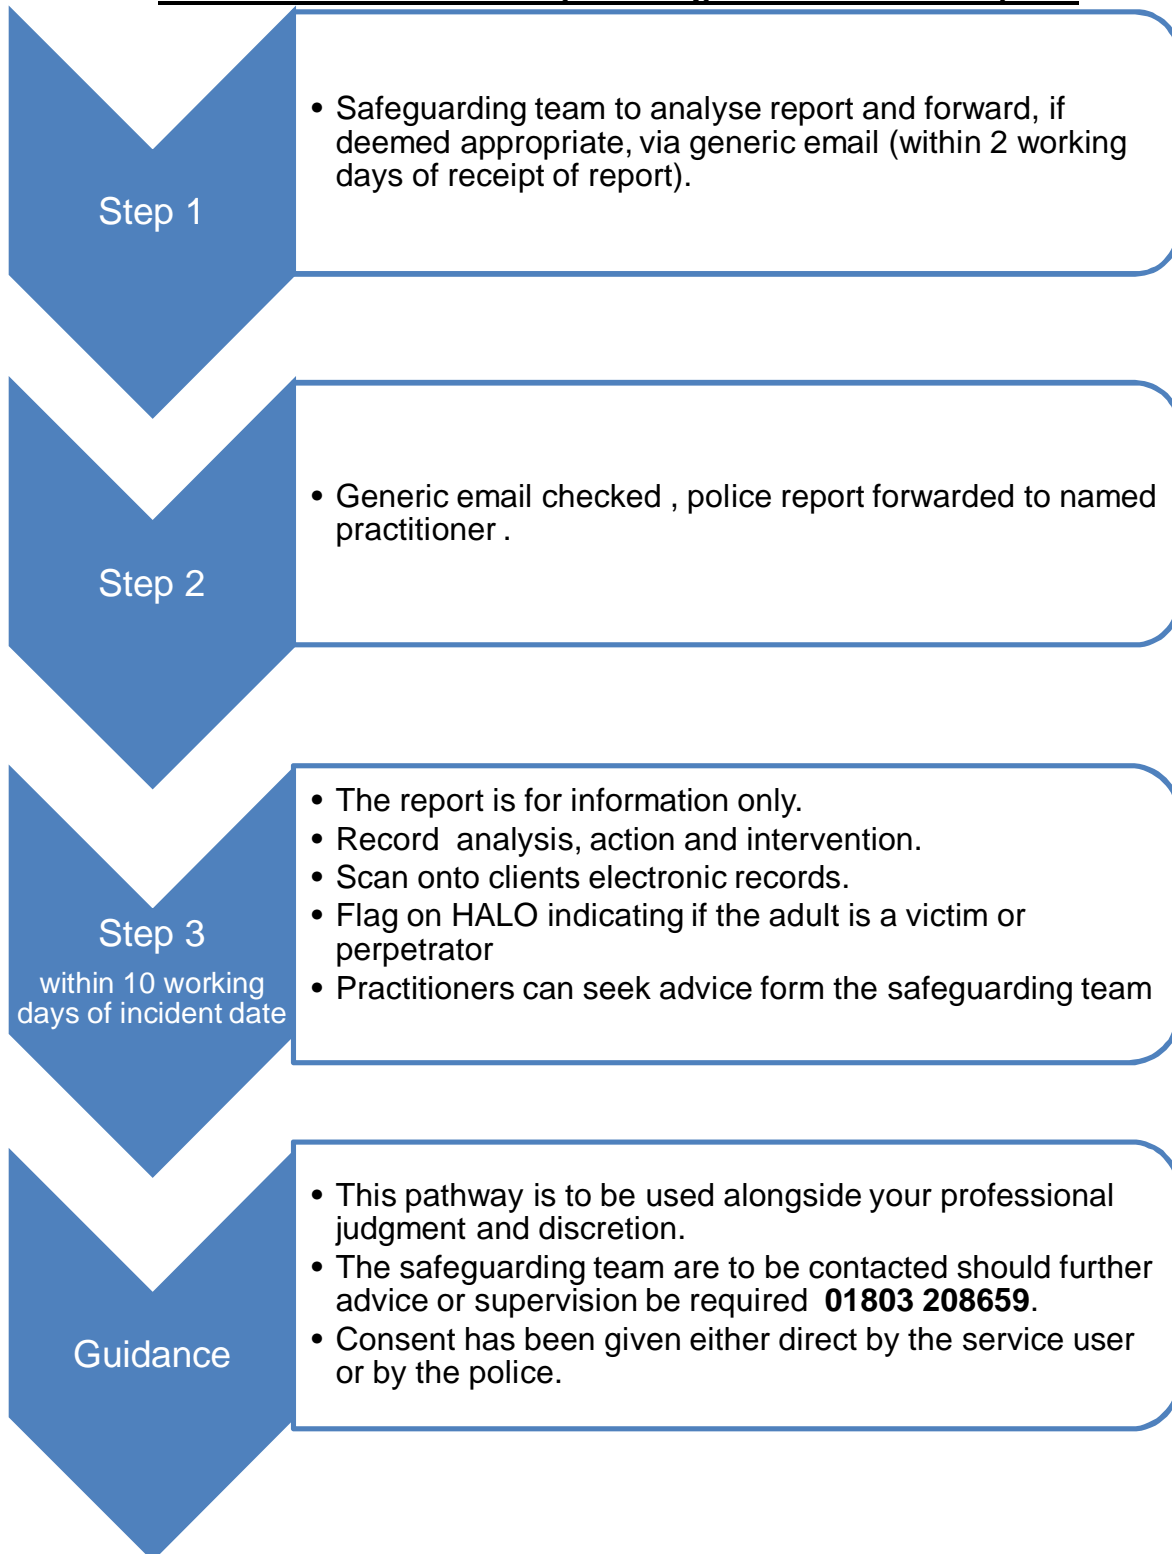 Step 1
• Safeguarding team to analyse report and forward, if
deemed appropriate, via generic email (within 2 working
days of receipt of report).
Step 2
• Generic email checked , police report forwarded to named
practitioner .
Step 3
within 10 working
days of incident date
• The report is for information only.
• Record  analysis, action and intervention.
• Scan onto clients electronic records.
• Flag on HALO indicating if the adult is a victim or
perpetrator
• Practitioners can seek advice form the safeguarding team
Guidance
• This pathway is to be used alongside your professional
judgment and discretion.
• The safeguarding team are to be contacted should further
advice or supervision be required  01803 208659.
• Consent has been given either direct by the service user
or by the police.